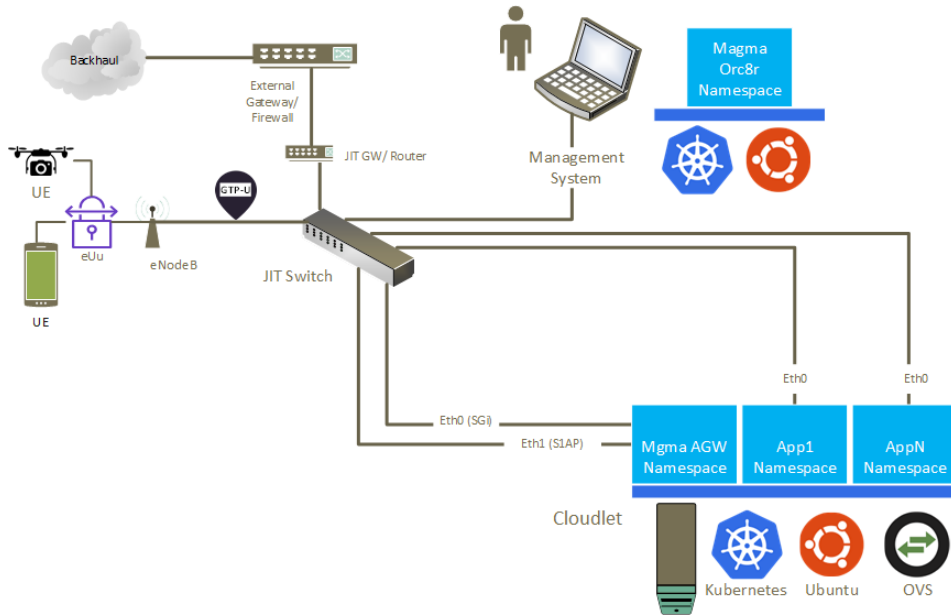 Backhaul
External
Gateway/
Firewall
JIT GW/ Router
Management
System
Magma
Orc8r
Namespace
UE
GTP-U
eUu
eNodeB
UE
JIT Switch
Eth0
Eth0
Eth0 (SGi)
Eth1 (S1AP)
Mgma AGW
Namespace
App1
Namespace
AppN
Namespace
Cloudlet
Kubernetes
Ubuntu
OVS